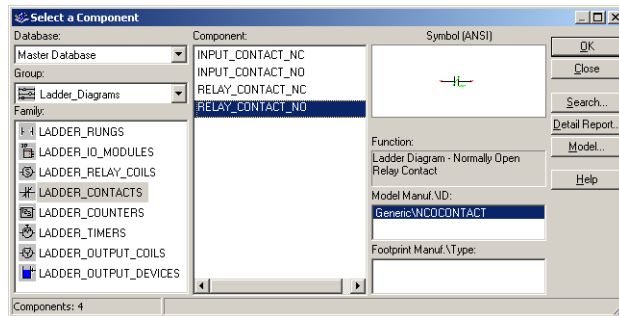 Select a Component
Database:
Master Database
Group:
Ladder_Diagrams
Family:
LADDER_RUNGS
LADDER_IO_MODULES
LADDER_RELAY_COILS
LADDER_CONTACTS
LADDER_COUNTERS
LADDER_TIMERS
LADDER_OUTPUT_COILS
LADDER_OUTPUT_DEVICES
Component:
INPUT_CONTACT_NC
INPUT_CONTACT_NO
RELAY_CONTACT_NC
RELAY_CONTACT_NO
Symbol (ANSI)
Function:
Ladder Diagram - Normally Open
Relay Contact
Model Manuf.\ID:
Generic\NCOCONTACT
Footprint Manuf.\Type:
OK
Close
Search...
Detail Report...
Model...
Help
Components: 4